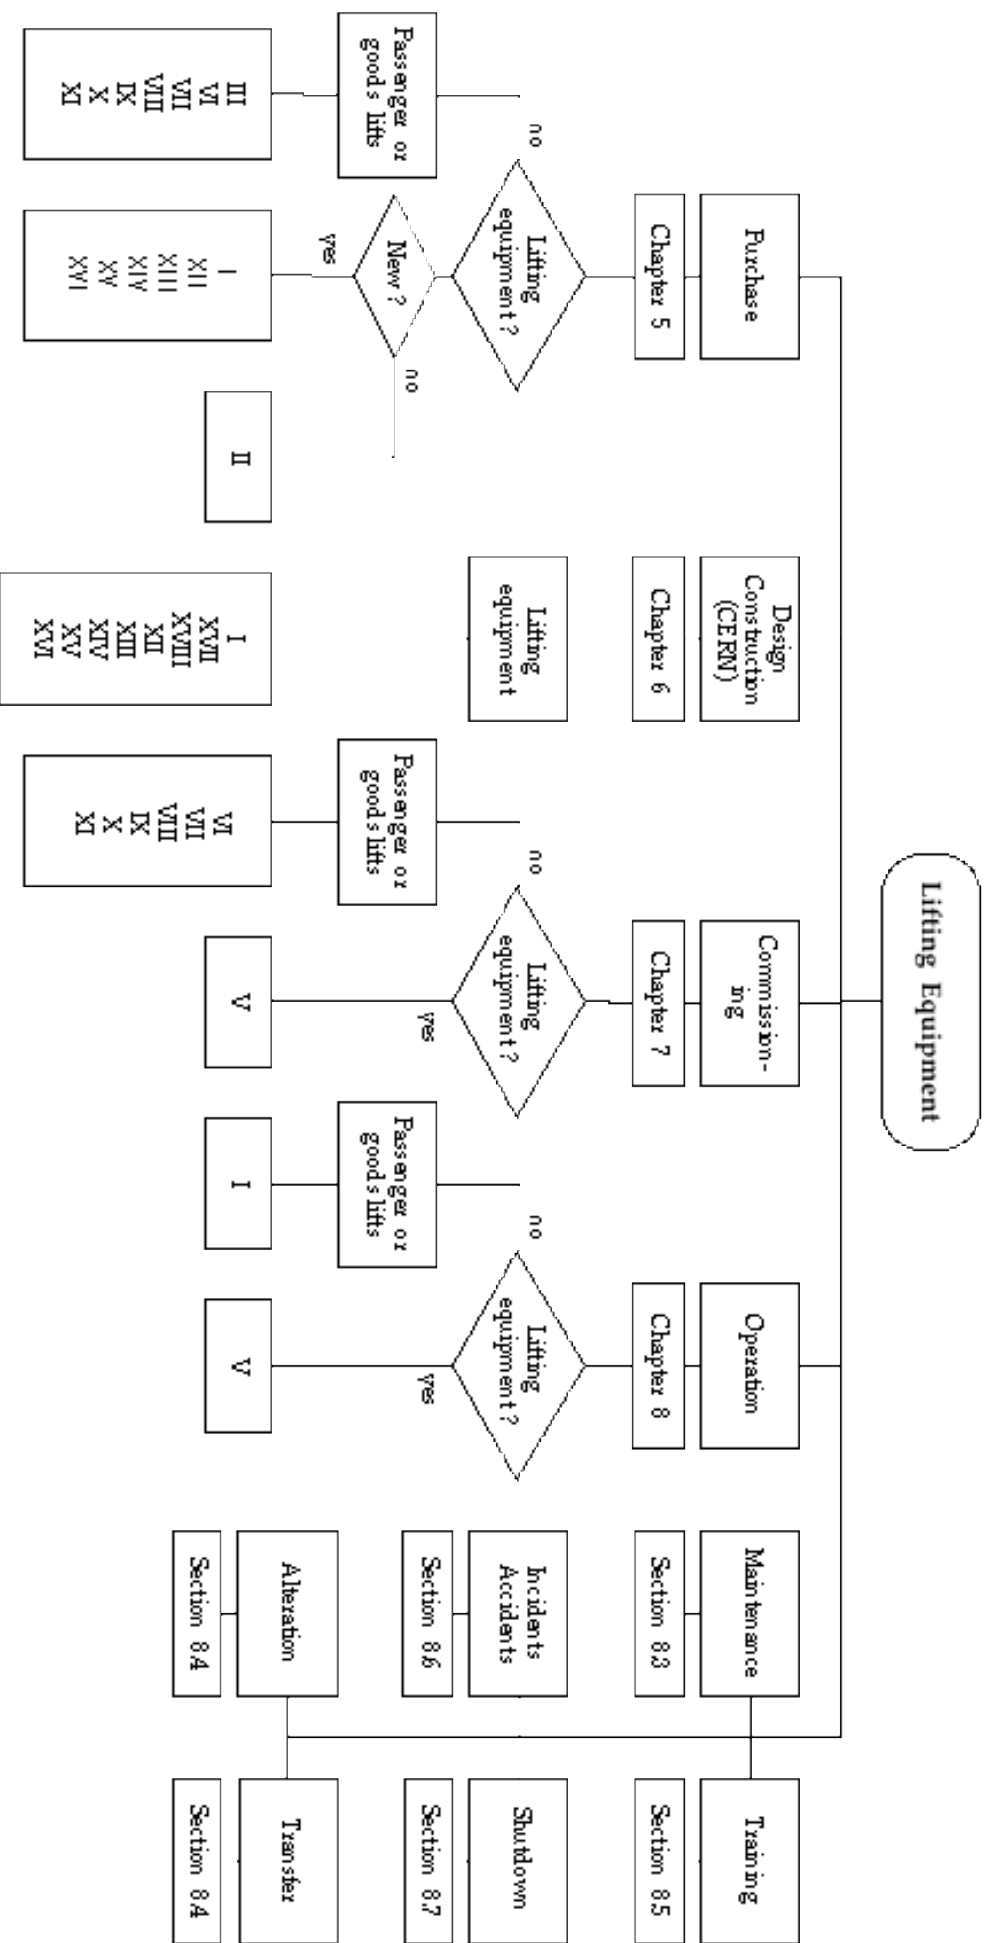 Lifting Equipment
Purchase
Chapter 5
Lifting
equipment?
no
Passenger or
goods lifts
III
VI
VII
VIII
IX
X
XI
New?
yes
I
XII
XIII
XIV
XV
XVI
no
II
Design
Construction
(CERN)
Chapter 6
Lifting
equipment
I
XVII
XVIII
XII
XIII
XIV
XV
XVI
Commission-
ing
Chapter 7
Lifting
equipment?
no
Passenger or
goods lifts
VI
VII
VIII
IX
X
XI
yes
V
Operation
Chapter 8
Lifting
equipment?
no
Passenger or
goods lifts
I
yes
V
Maintenance
Section 8.3
Incidents
Accidents
Section 8.6
Alteration
Section 8.4
Training
Section 8.5
Shutdown
Section 8.7
Transfer
Section 8.4